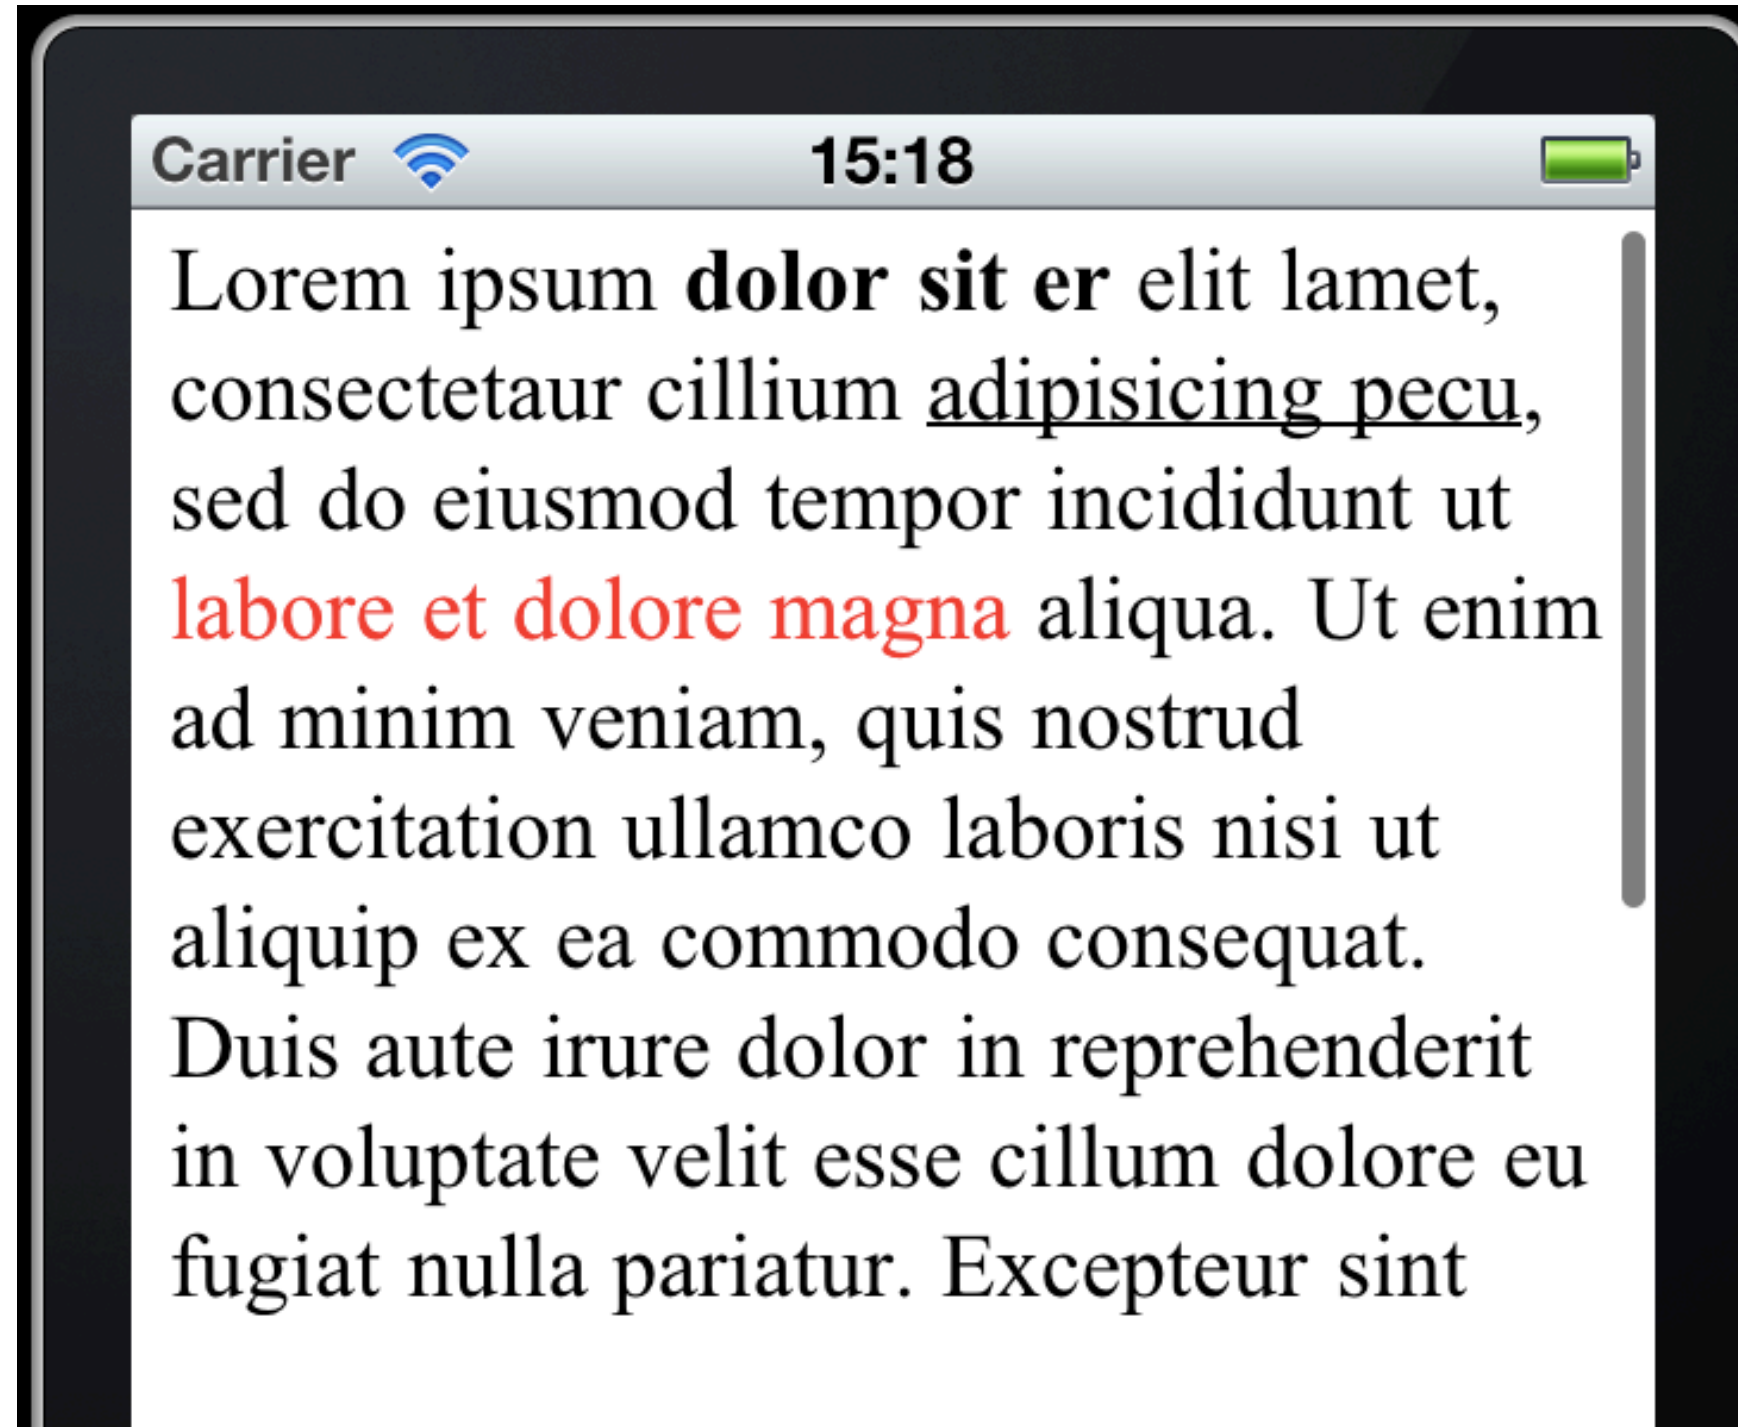 Carrier 15:18
Lorem ipsum dolor sit er elit lamet,
consectetaur cillium adipisicing pecu,
sed do eiusmod tempor incididunt ut
labore et dolore magna aliqua. Ut enim
ad minim veniam, quis nostrud
exercitation ullamco laboris nisi ut
aliquip ex ea commodo consequat.
Duis aute irure dolor in reprehenderit
in voluptate velit esse cillum dolore eu
fugiat nulla pariatur. Excepteur sint